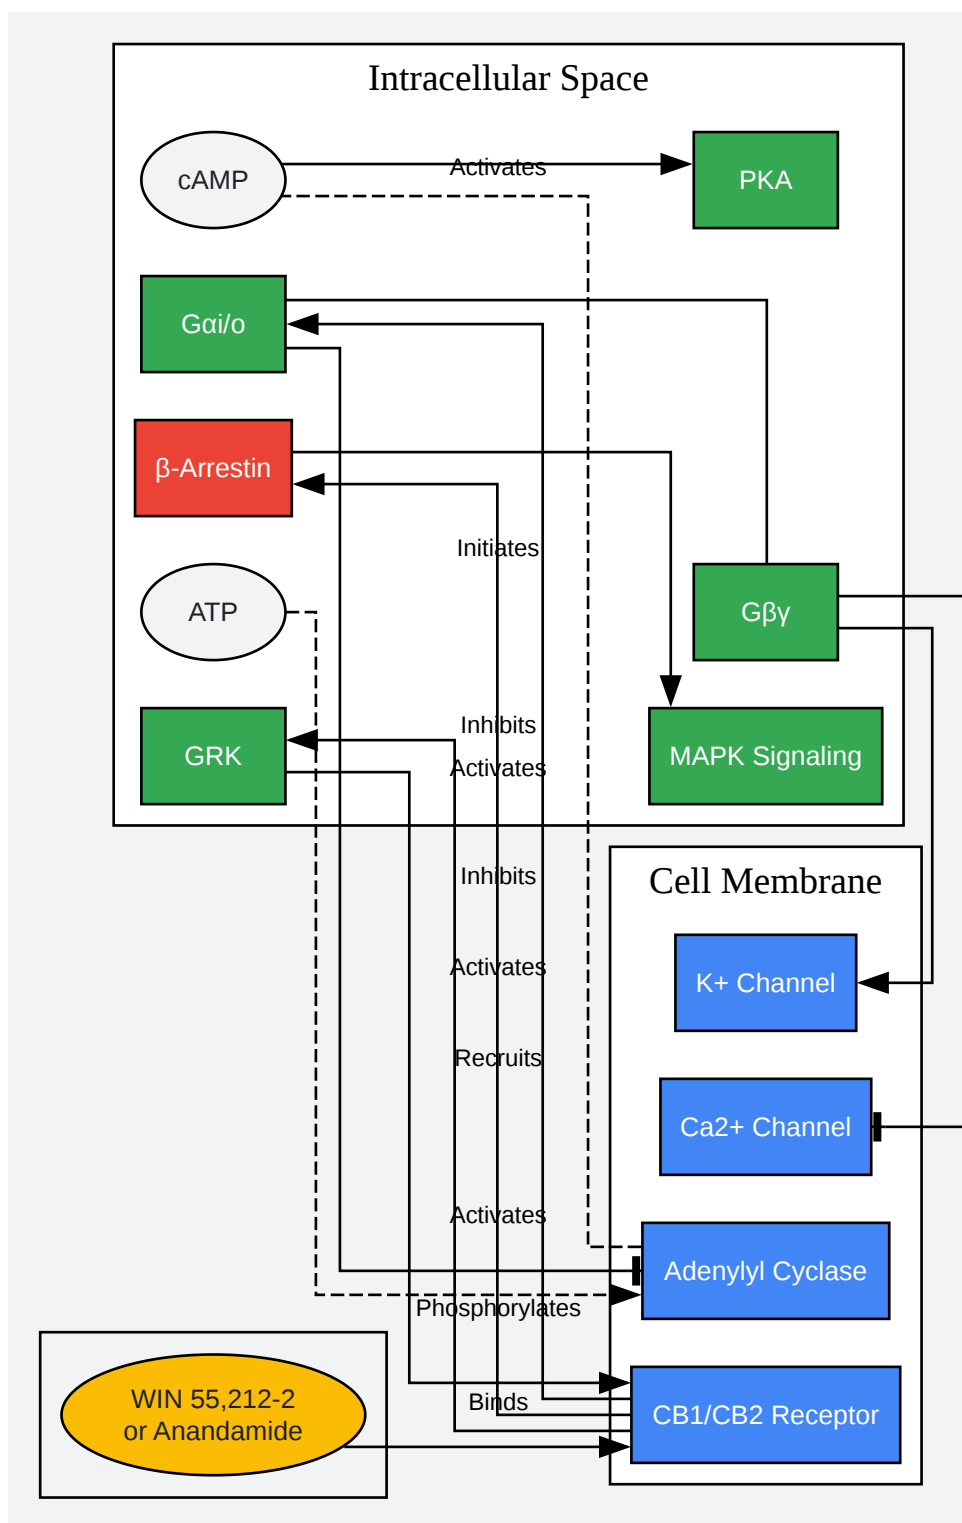 Intracellular Space
cAMP
Activates
PKA
Gαi/o
β-Arrestin
Initiates
ATP
Gβγ
Inhibits
GRK
Activates
MAPK Signaling
Inhibits
Cell Membrane
Activates
K+ Channel
Recruits
Ca2+ Channel
Activates
Adenylyl Cyclase
Phosphorylates
WIN 55,212-2
or Anandamide
Binds
CB1/CB2 Receptor